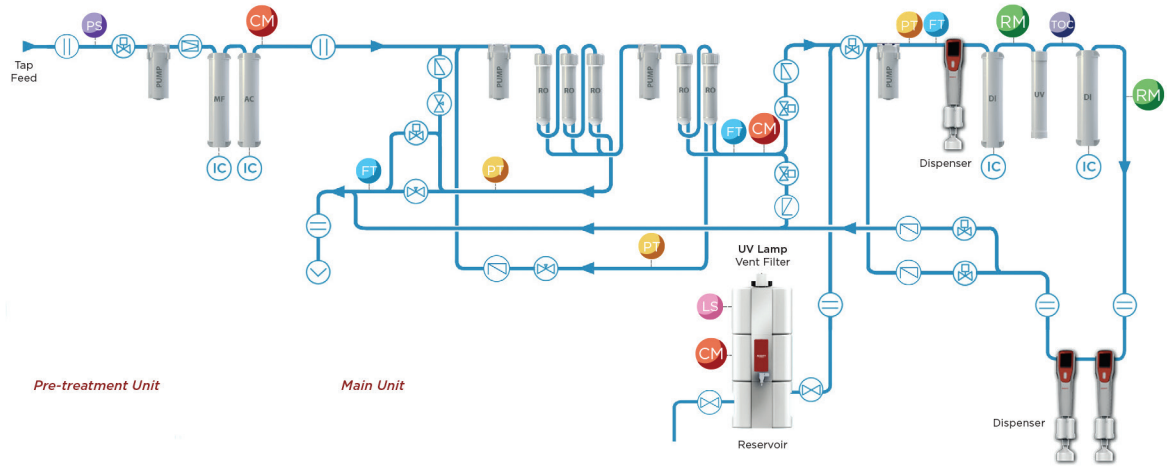 PS
CM
PT
FT
RM
TOC
Tap
Feed
PUMP
MF
AC
PUMP
RO
RO
RO
PUMP
RO
RO
PUMP
DI
UV
DI
RM
FT
CM
Dispenser
IC
IC
IC
IC
FT
PT
PT
UV Lamp
Vent Filter
LS
CM
Pre-treatment Unit
Main Unit
Reservoir
Dispenser